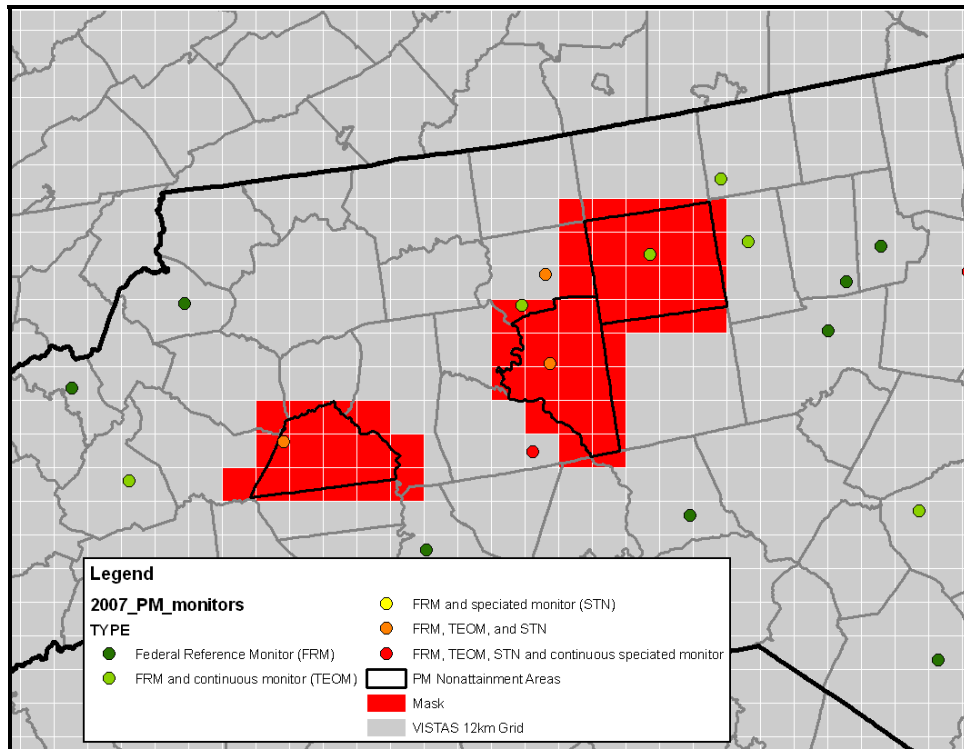 Legend
2007_PM_monitors
TYPE
Federal Reference Monitor (FRM)
FRM and continuous monitor (TEOM)
FRM and speciated monitor (STN)
FRM, TEOM, and STN
FRM, TEOM, STN and continuous speciated monitor
PM Nonattainment Areas
Mask
VISTAS 12km Grid